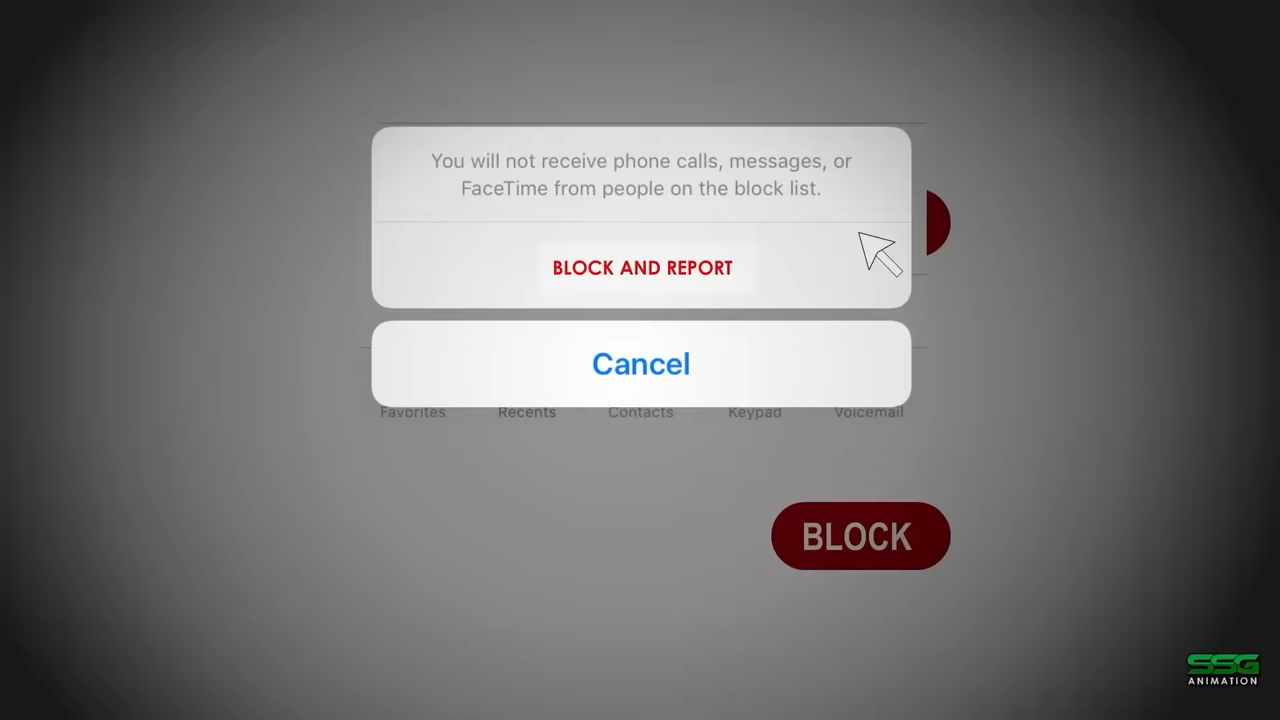 You will not receive phone calls, messages, or
FaceTime from people on the block list.
BLOCK AND REPORT
Cancel
Favorites Recents Contacts Keypad Voicemail
BLOCK
SSG
ANIMATION